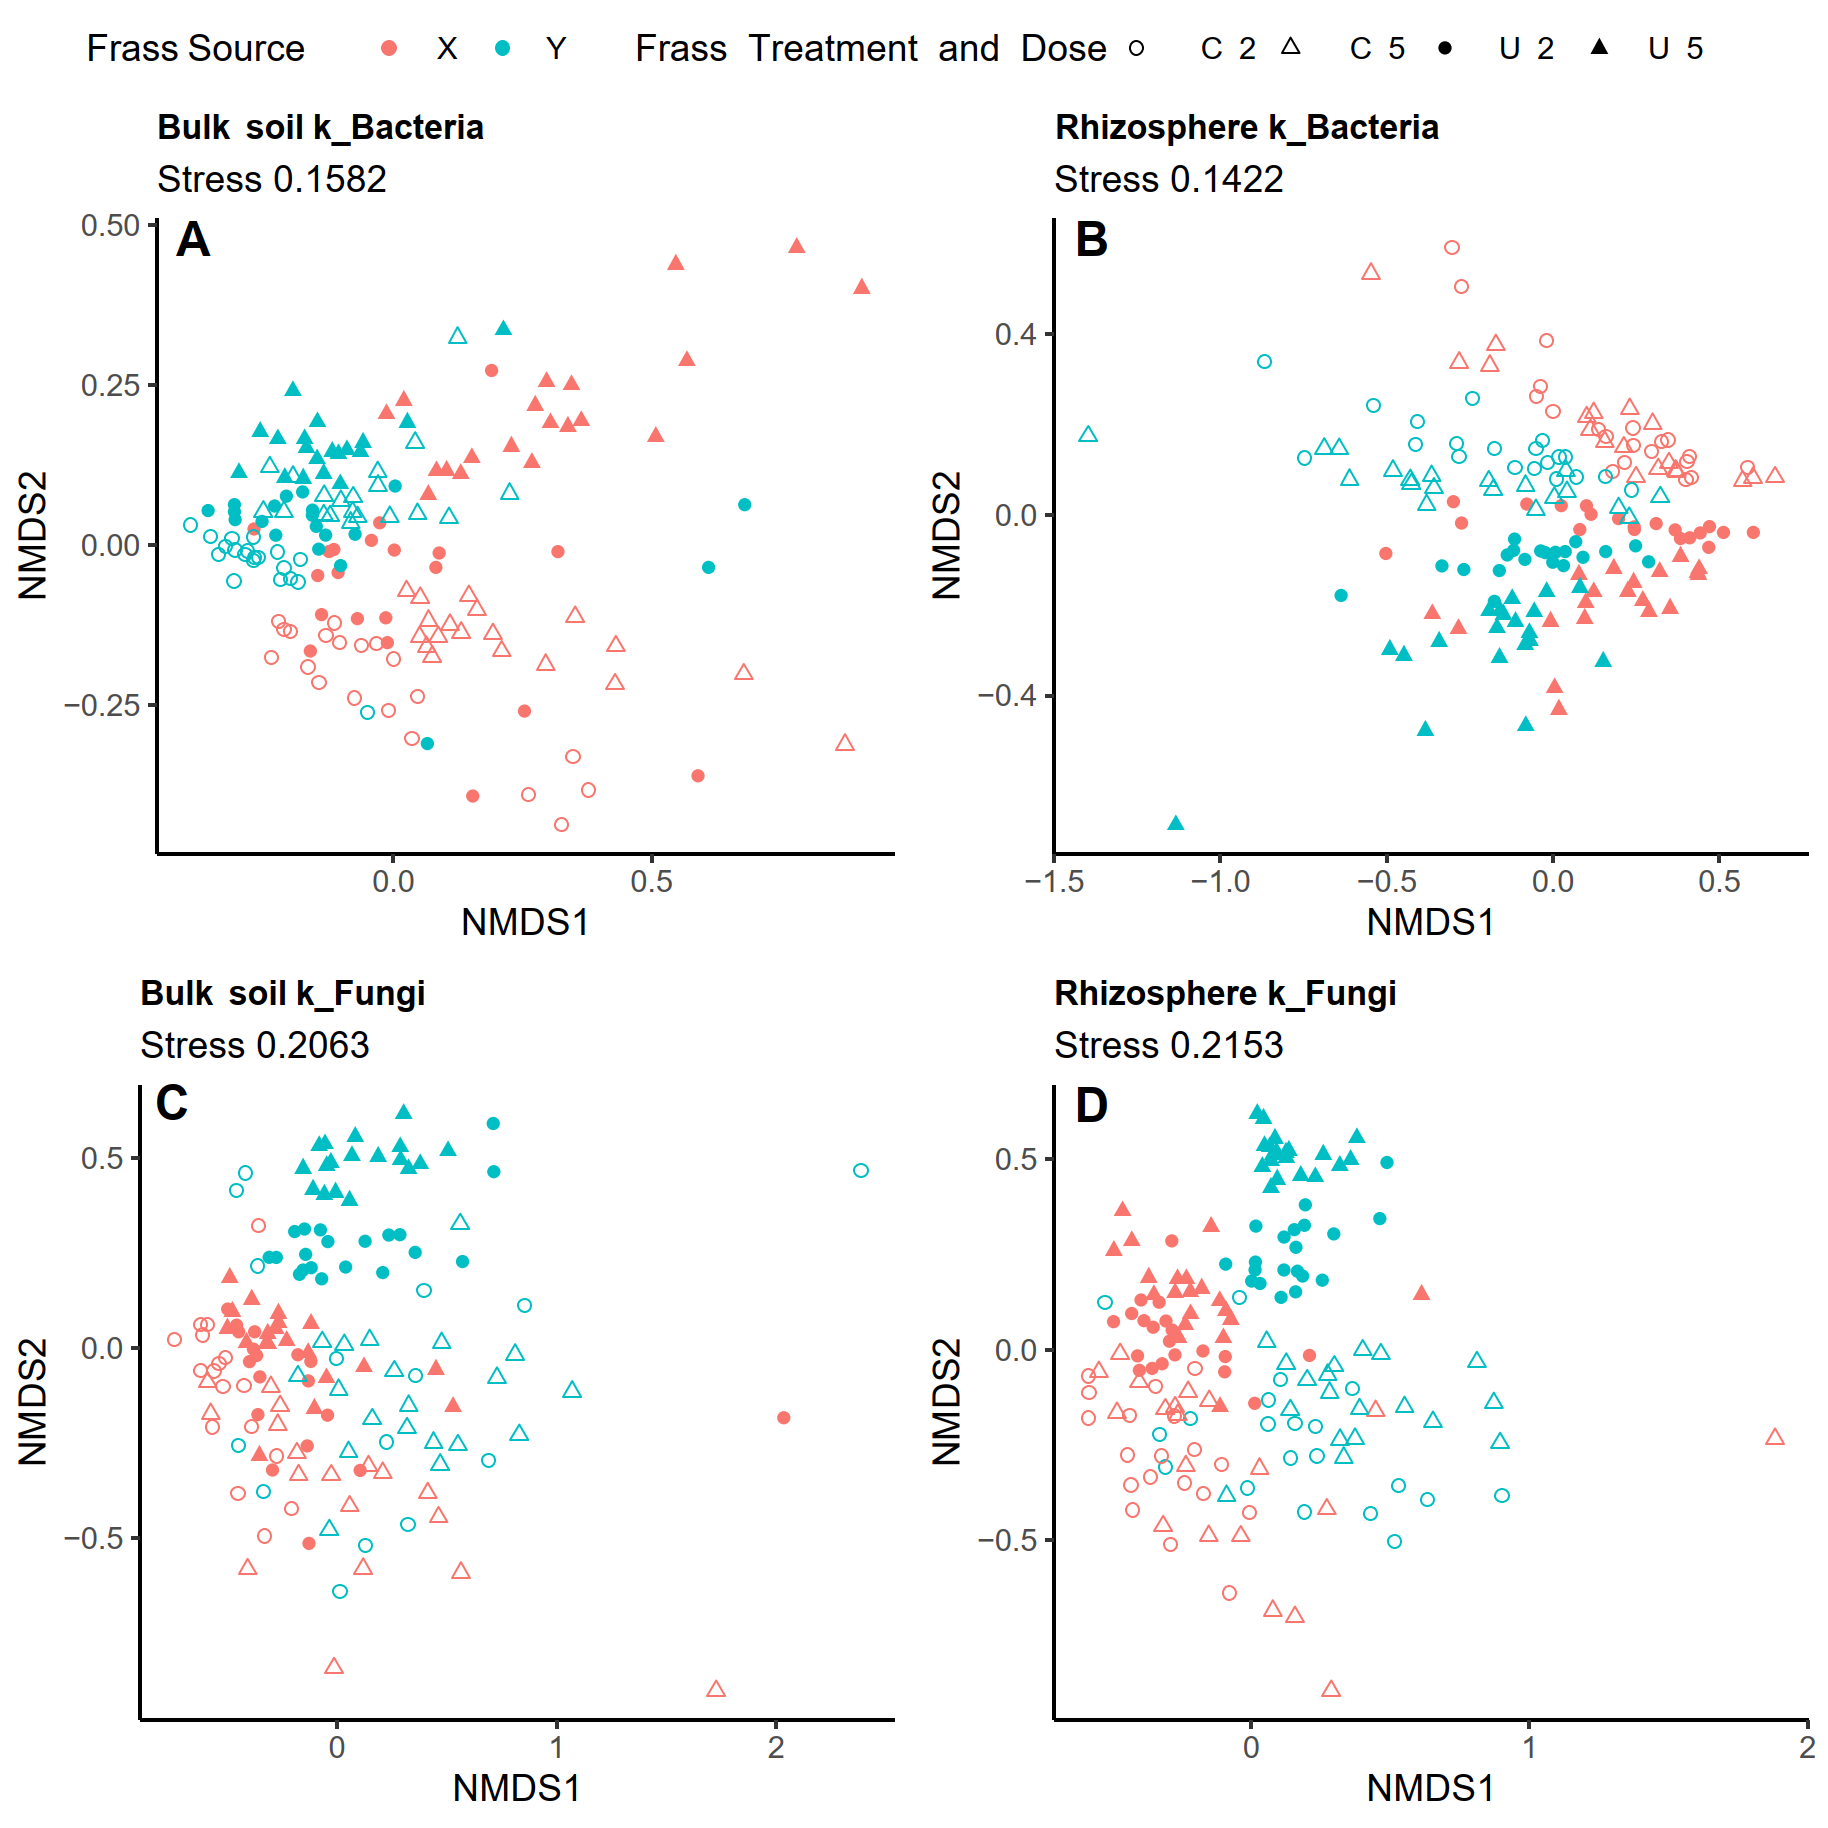 Frass Source X Y Frass Treatment and Dose C 2 C 5 U 2 U 5
Bulk soil k_Bacteria
Stress 0.1582
A
0.50
0.25
0.00
−0.25
NMDS2
0.0 0.5
NMDS1
Rhizosphere k_Bacteria
Stress 0.1422
B
0.4
0.0
−0.4
NMDS2
−1.5 −1.0 −0.5 0.0 0.5
NMDS1
Bulk soil k_Fungi
Stress 0.2063
C
0.5
0.0
−0.5
NMDS2
0 1 2
NMDS1
Rhizosphere k_Fungi
Stress 0.2153
D
0.5
0.0
−0.5
NMDS2
0 1 2
NMDS1